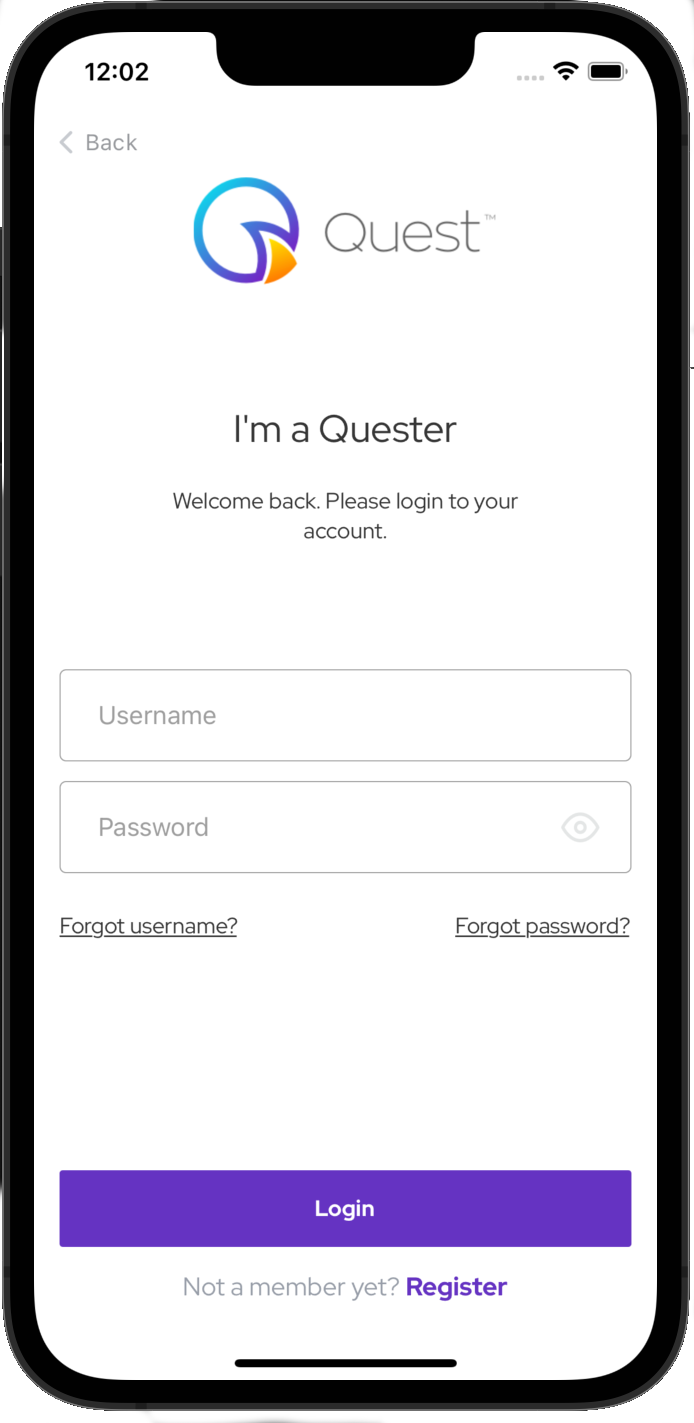 12:02
Back
Quest™
I'm a Quester
Welcome back. Please login to your
account.
Username
Password
Forgot username? Forgot password?
Login
Not a member yet? Register